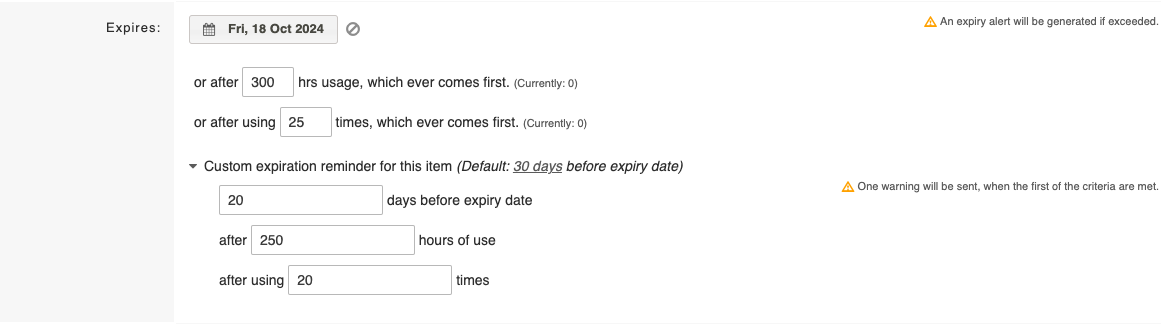 Expires:
Fri, 18 Oct 2024
An expiry alert will be generated if exceeded.
or after 300 hrs usage, which ever comes first. (Currently: 0)
or after using 25 times, which ever comes first. (Currently: 0)
Custom expiration reminder for this item (Default: 30 days before expiry date)
One warning will be sent, when the first of the criteria are met.
20 days before expiry date
after 250 hours of use
after using 20 times